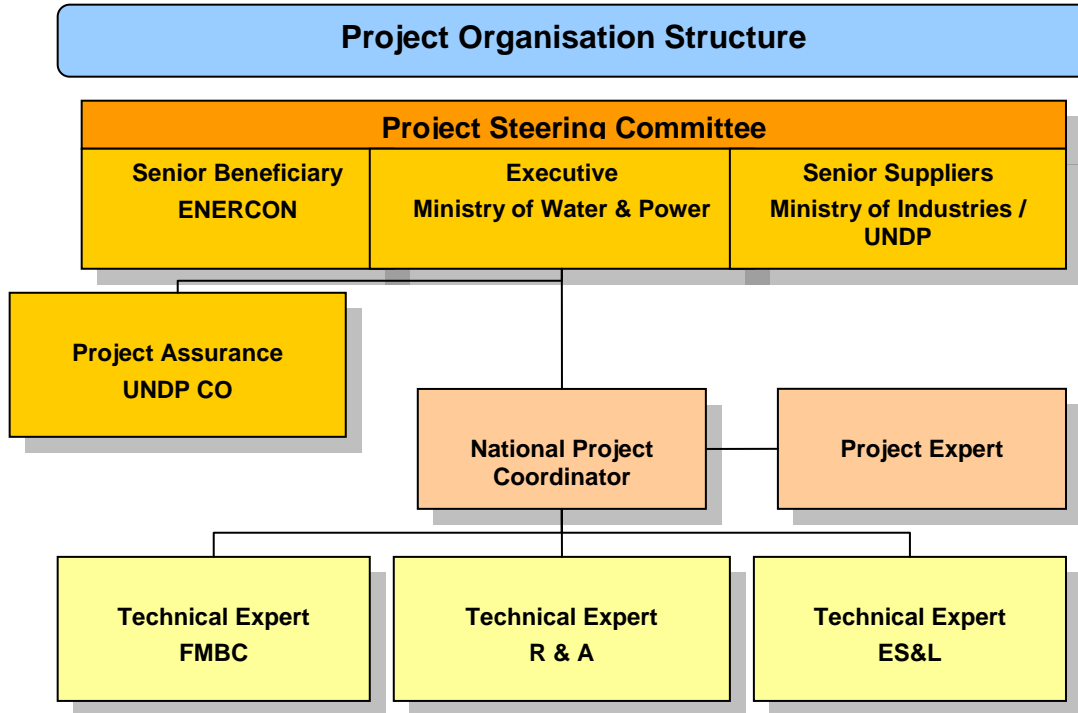 Project Organisation Structure
Project Steering Committee
Senior Beneficiary
ENERCON
Executive
Ministry of Water & Power
Senior Suppliers
Ministry of Industries /
UNDP
Project Assurance
UNDP CO
National Project
Coordinator
Project Expert
Technical Expert
FMBC
Technical Expert
R & A
Technical Expert
ES&L